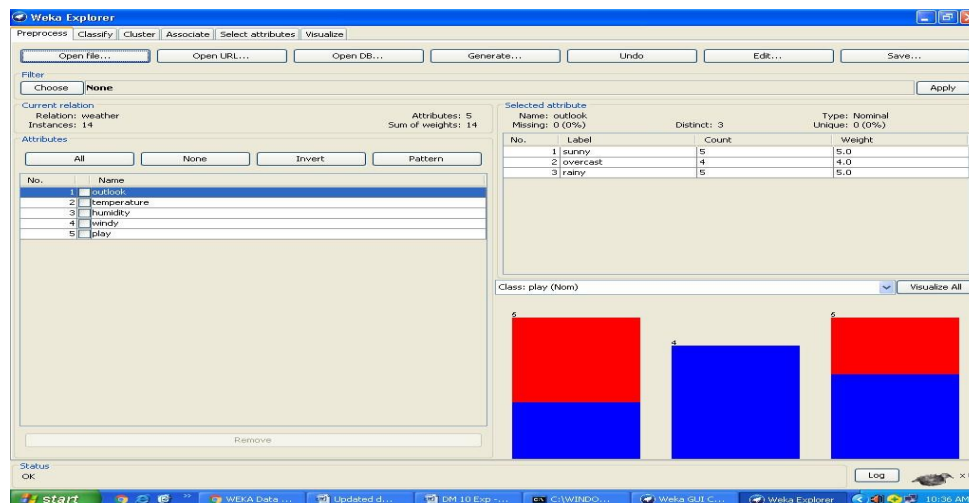 Weka Explorer
Preprocess Classify Cluster Associate Select attributes Visualize
Open file... Open URL... Open DB... Generate... Undo Edit... Save...
Filter
Choose None Apply
Current relation
Relation: weather Attributes: 5
Instances: 14 Sum of weights: 14
Attributes
All None Invert Pattern
No. Name
1 outlook
2 temperature
3 humidity
4 windy
5 play
Remove
Selected attribute
Name: outlook Type: Nominal
Missing: 0 (0%) Distinct: 3 Unique: 0 (0%)
No. Label Count Weight
1 sunny 5 5.0
2 overcast 4 4.0
3 rainy 5 5.0
Class: play (Nom) Visualize All
5 4 5
Status
OK Log x
start WEKA Data ... Updated d... DM 10 Exp -... C:\WINDO... Weka GUI C... Weka Explorer 10:36 AM